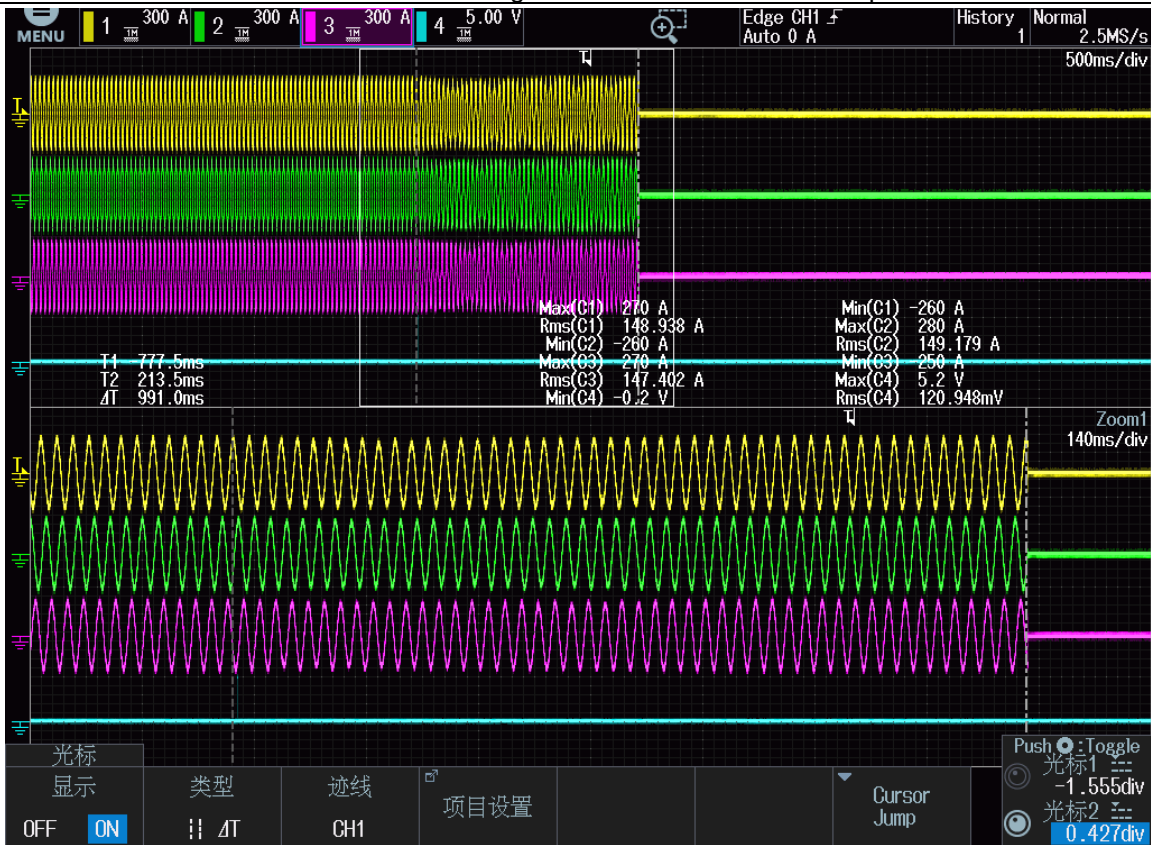 MENU 1 1M 300 A 2 1M 300 A 3 1M 300 A 4 1M 5.00 V Edge CH1 History Normal
Auto 0 A 1 2.5MS/s
500ms/div
T
T
Max(C1) 270 A Min(C1) -260 A
Rms(C1) 148.938 A Max(C2) 280 A
Min(C2) -260 A Rms(C2) 149.179 A
T1 -777.5ms Max(C3) 270 A Min(C3) 250 A
T2 213.5ms Rms(C3) 147.402 A Max(C4) 5.2 V
ΔT 991.0ms Min(C4) -0.2 V Rms(C4) 120.948mV
T Zoom1
140ms/div
T
光标 Push :Toggle
显示 类型 迹线 项目设置 Cursor 光标1
Jump -1.555div
OFF ON ΔT CH1 光标2
0.427div